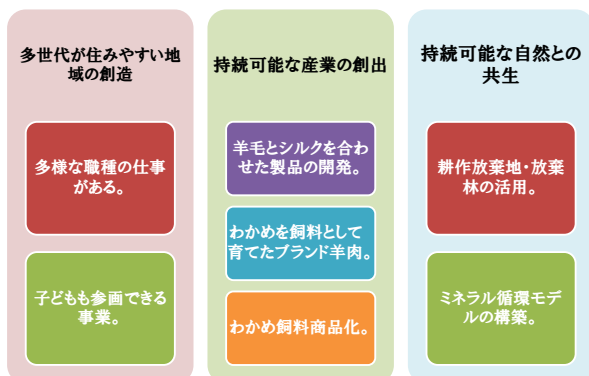 多世代が住みやすい地
域の創造
多様な職種の仕事
がある。
子どもも参画できる
事業。
持続可能な産業の創出
羊毛とシルクを合わ
せた製品の開発。
わかめを飼料として
育てたブランド羊肉。
わかめ飼料商品化。
持続可能な自然との
共生
耕作放棄地・放棄
林の活用。
ミネラル循環モデ
ルの構築。